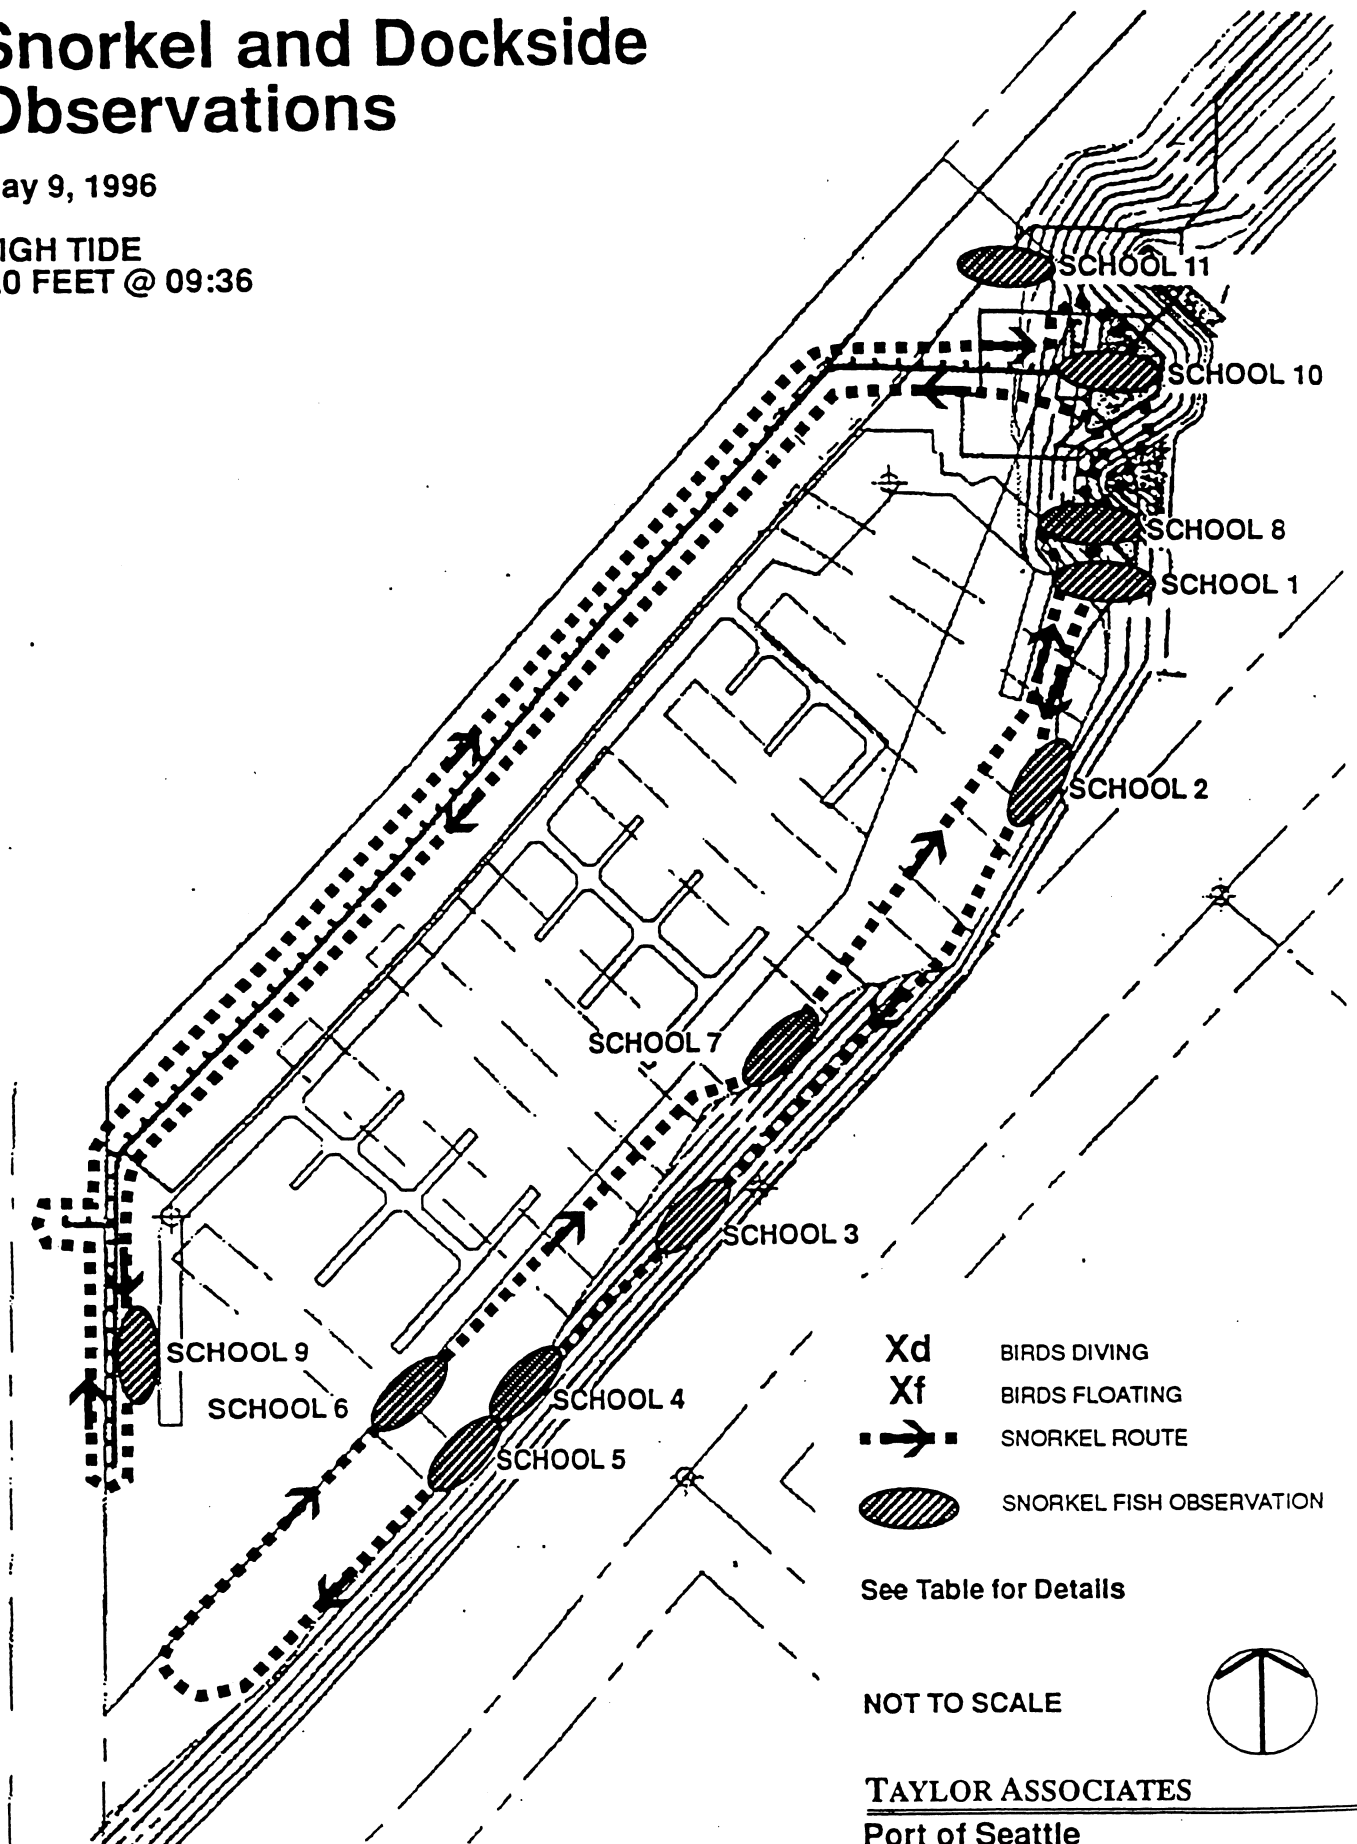 Snorkel and Dockside
Observations
ay 9, 1996
IGH TIDE
.0 FEET @ 09:36
SCHOOL 11
SCHOOL 10
SCHOOL 8
SCHOOL 1
SCHOOL 2
SCHOOL 7
SCHOOL 3
SCHOOL 9
SCHOOL 6
SCHOOL 4
SCHOOL 5
Xd BIRDS DIVING
Xf BIRDS FLOATING
SNORKEL ROUTE
SNORKEL FISH OBSERVATION
See Table for Details
NOT TO SCALE
TAYLOR ASSOCIATES
Port of Seattle